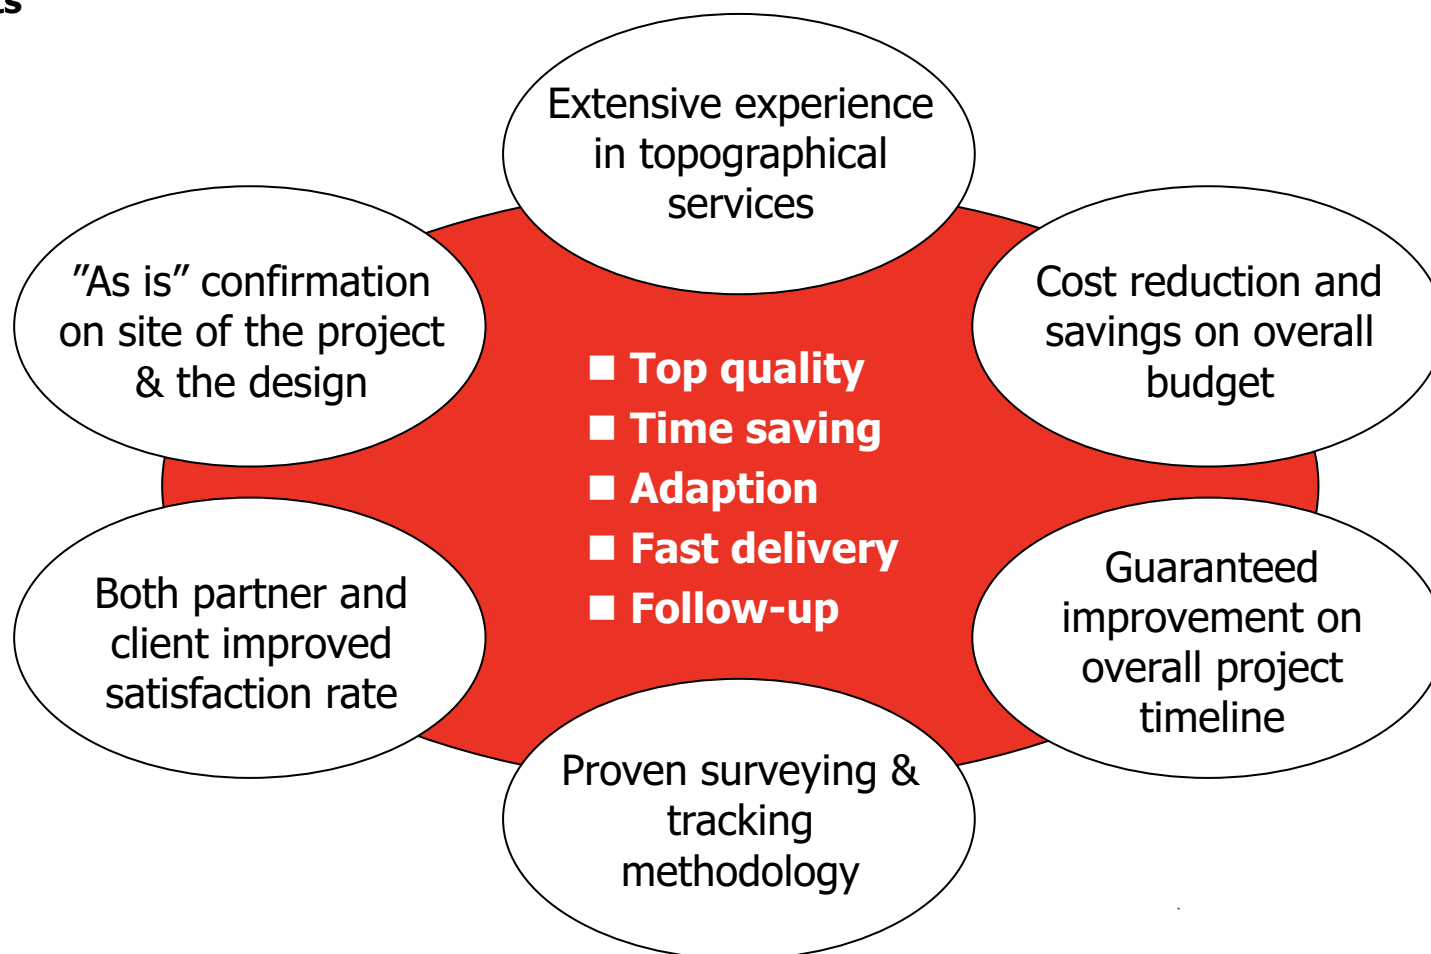 Extensive experience
in topographical
services
”As is” confirmation
on site of the project
& the design
Cost reduction and
savings on overall
budget
■ Top quality
■ Time saving
■ Adaption
■ Fast delivery
■ Follow-up
Both partner and
client improved
satisfaction rate
Guaranteed
improvement on
overall project
timeline
Proven surveying &
tracking
methodology